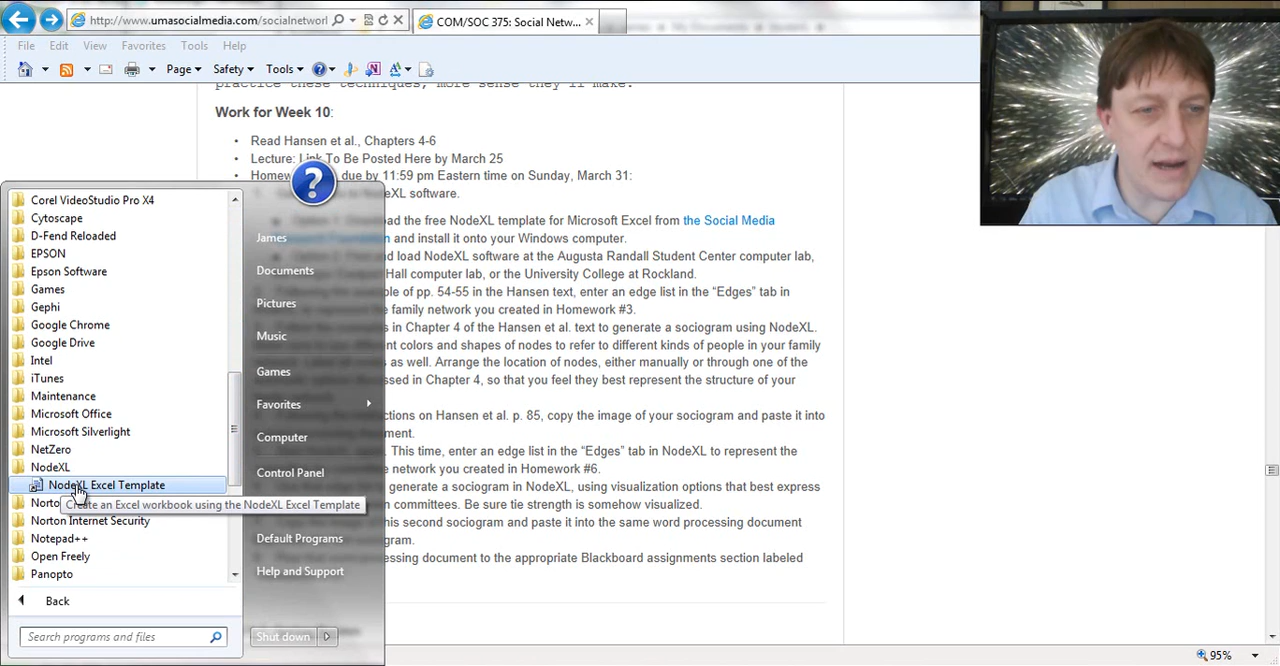 http://www.umasocialmedia.com/socialnetworl
COM/SOC 375: Social Netw...
File Edit View Favorites Tools Help
Page Safety Tools
practice these techniques, more sense they'll make.
Work for Week 10:
• Read Hansen et al., Chapters 4-6
• Lecture: Link To Be Posted Here by March 25
• Homew due by 11:59 pm Eastern time on Sunday, March 31:
to NodeXL software.
ad the free NodeXL template for Microsoft Excel from the Social Media
and install it onto your Windows computer.
and load NodeXL software at the Augusta Randall Student Center computer lab,
Hall computer lab, or the University College at Rockland.
e of pp. 54-55 in the Hansen text, enter an edge list in the "Edges" tab in
the family network you created in Homework #3.
in Chapter 4 of the Hansen et al. text to generate a sociogram using NodeXL.
colors and shapes of nodes to refer to different kinds of people in your family
as well. Arrange the location of nodes, either manually or through one of the
ssed in Chapter 4, so that you feel they best represent the structure of your
ctions on Hansen et al. p. 85, copy the image of your sociogram and paste it into
ment.
This time, enter an edge list in the "Edges" tab in NodeXL to represent the
mittee network you created in Homework #6.
e a sociogram in NodeXL, using visualization options that best express
n committees. Be sure tie strength is somehow visualized.
second sociogram and paste it into the same word processing document
gram.
ocessing document to the appropriate Blackboard assignments section labeled
Corel VideoStudio Pro X4
Cytoscape
D-Fend Reloaded
EPSON
Epson Software
Games
Gephi
Google Chrome
Google Drive
Intel
iTunes
Maintenance
Microsoft Office
Microsoft Silverlight
NetZero
NodeXL
NodeXL Excel Template
Norto
Create an Excel workbook using the NodeXL Excel Template
Norton Internet Security
Notepad++
Open Freely
Panopto
Back
Search programs and files
James
Documents
Pictures
Music
Games
Favorites
Computer
Control Panel
Default Programs
Help and Support
Shut down
95%